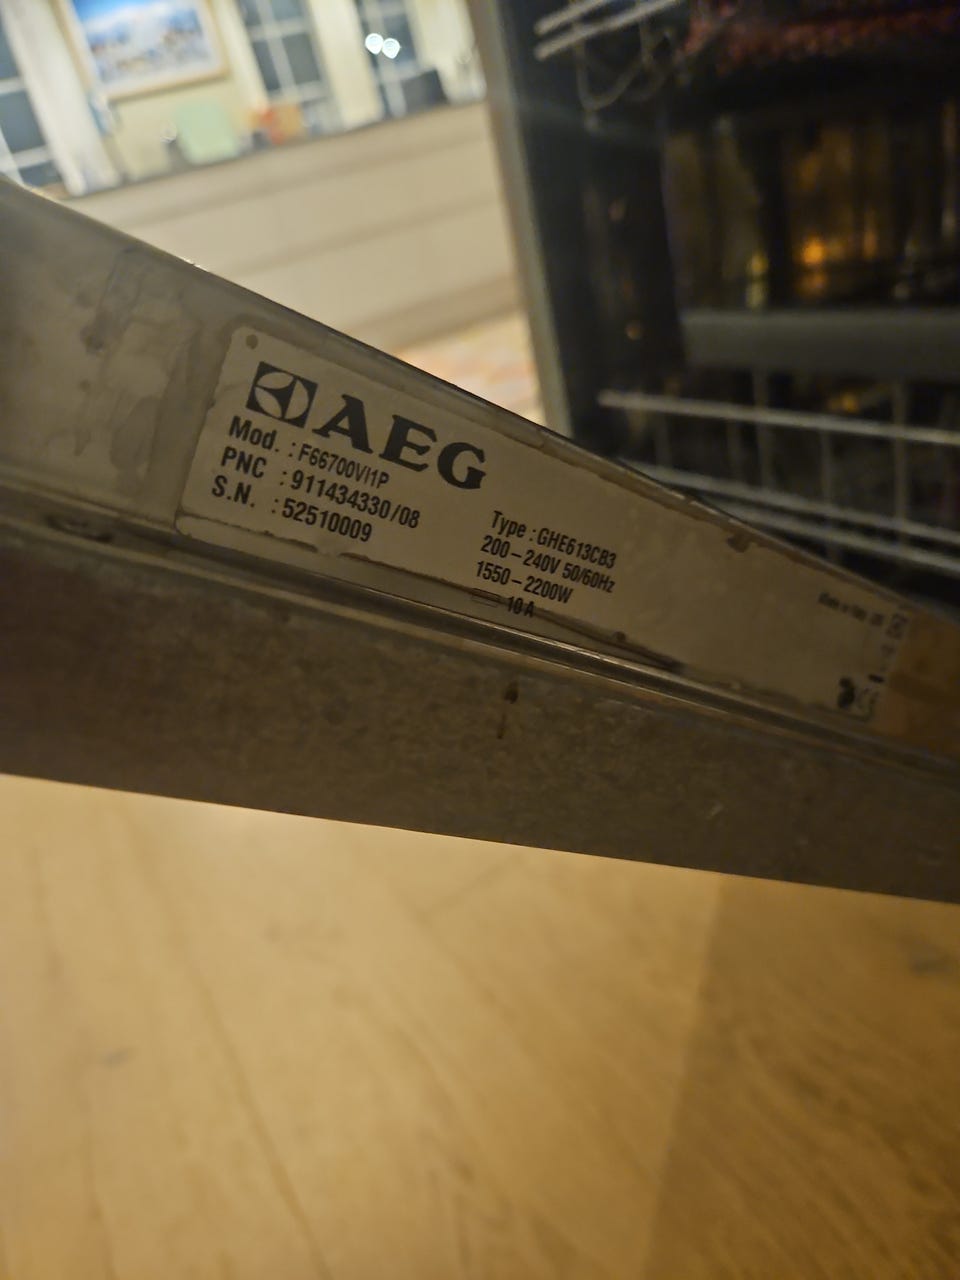 AEG
Mod. : F66700VI1P
PNC : 911434330/08
S.N. : 52510009
Type : GHE613CB3
200 – 240V 50/60Hz
1550 – 2200W
10 A